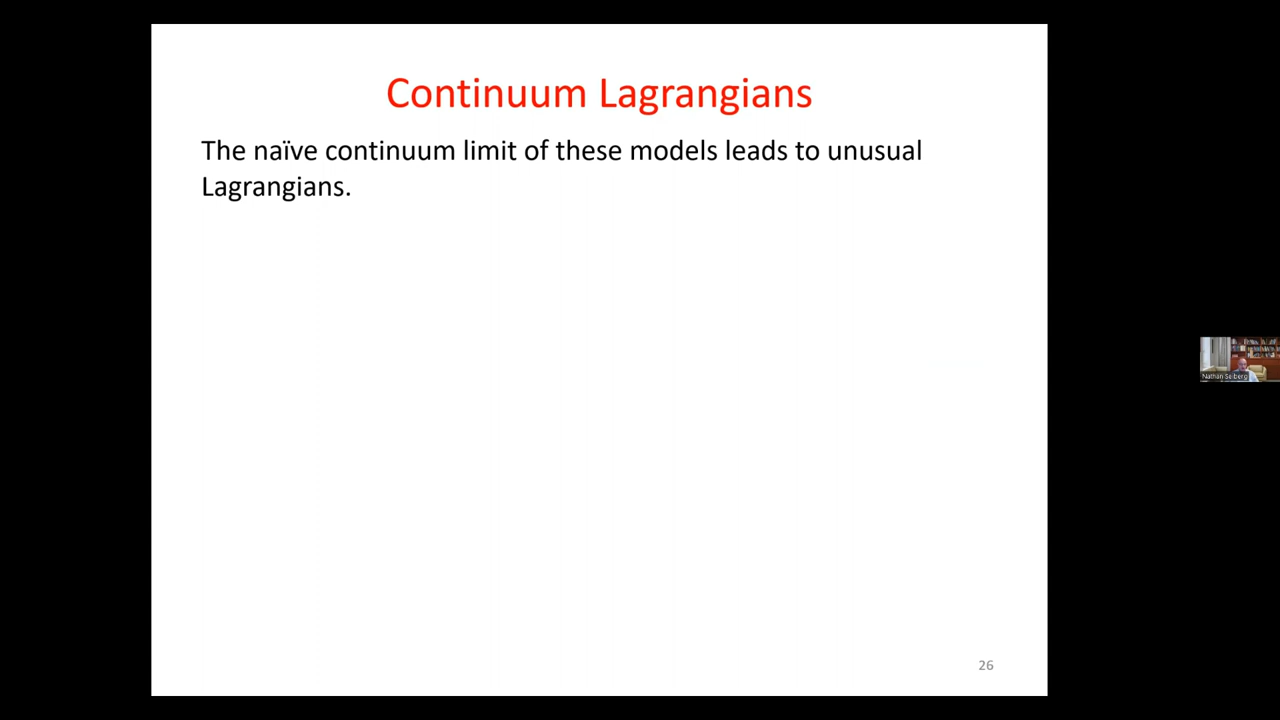 Continuum Lagrangians
The naïve continuum limit of these models leads to unusual
Lagrangians.
Nathan Seiberg
26